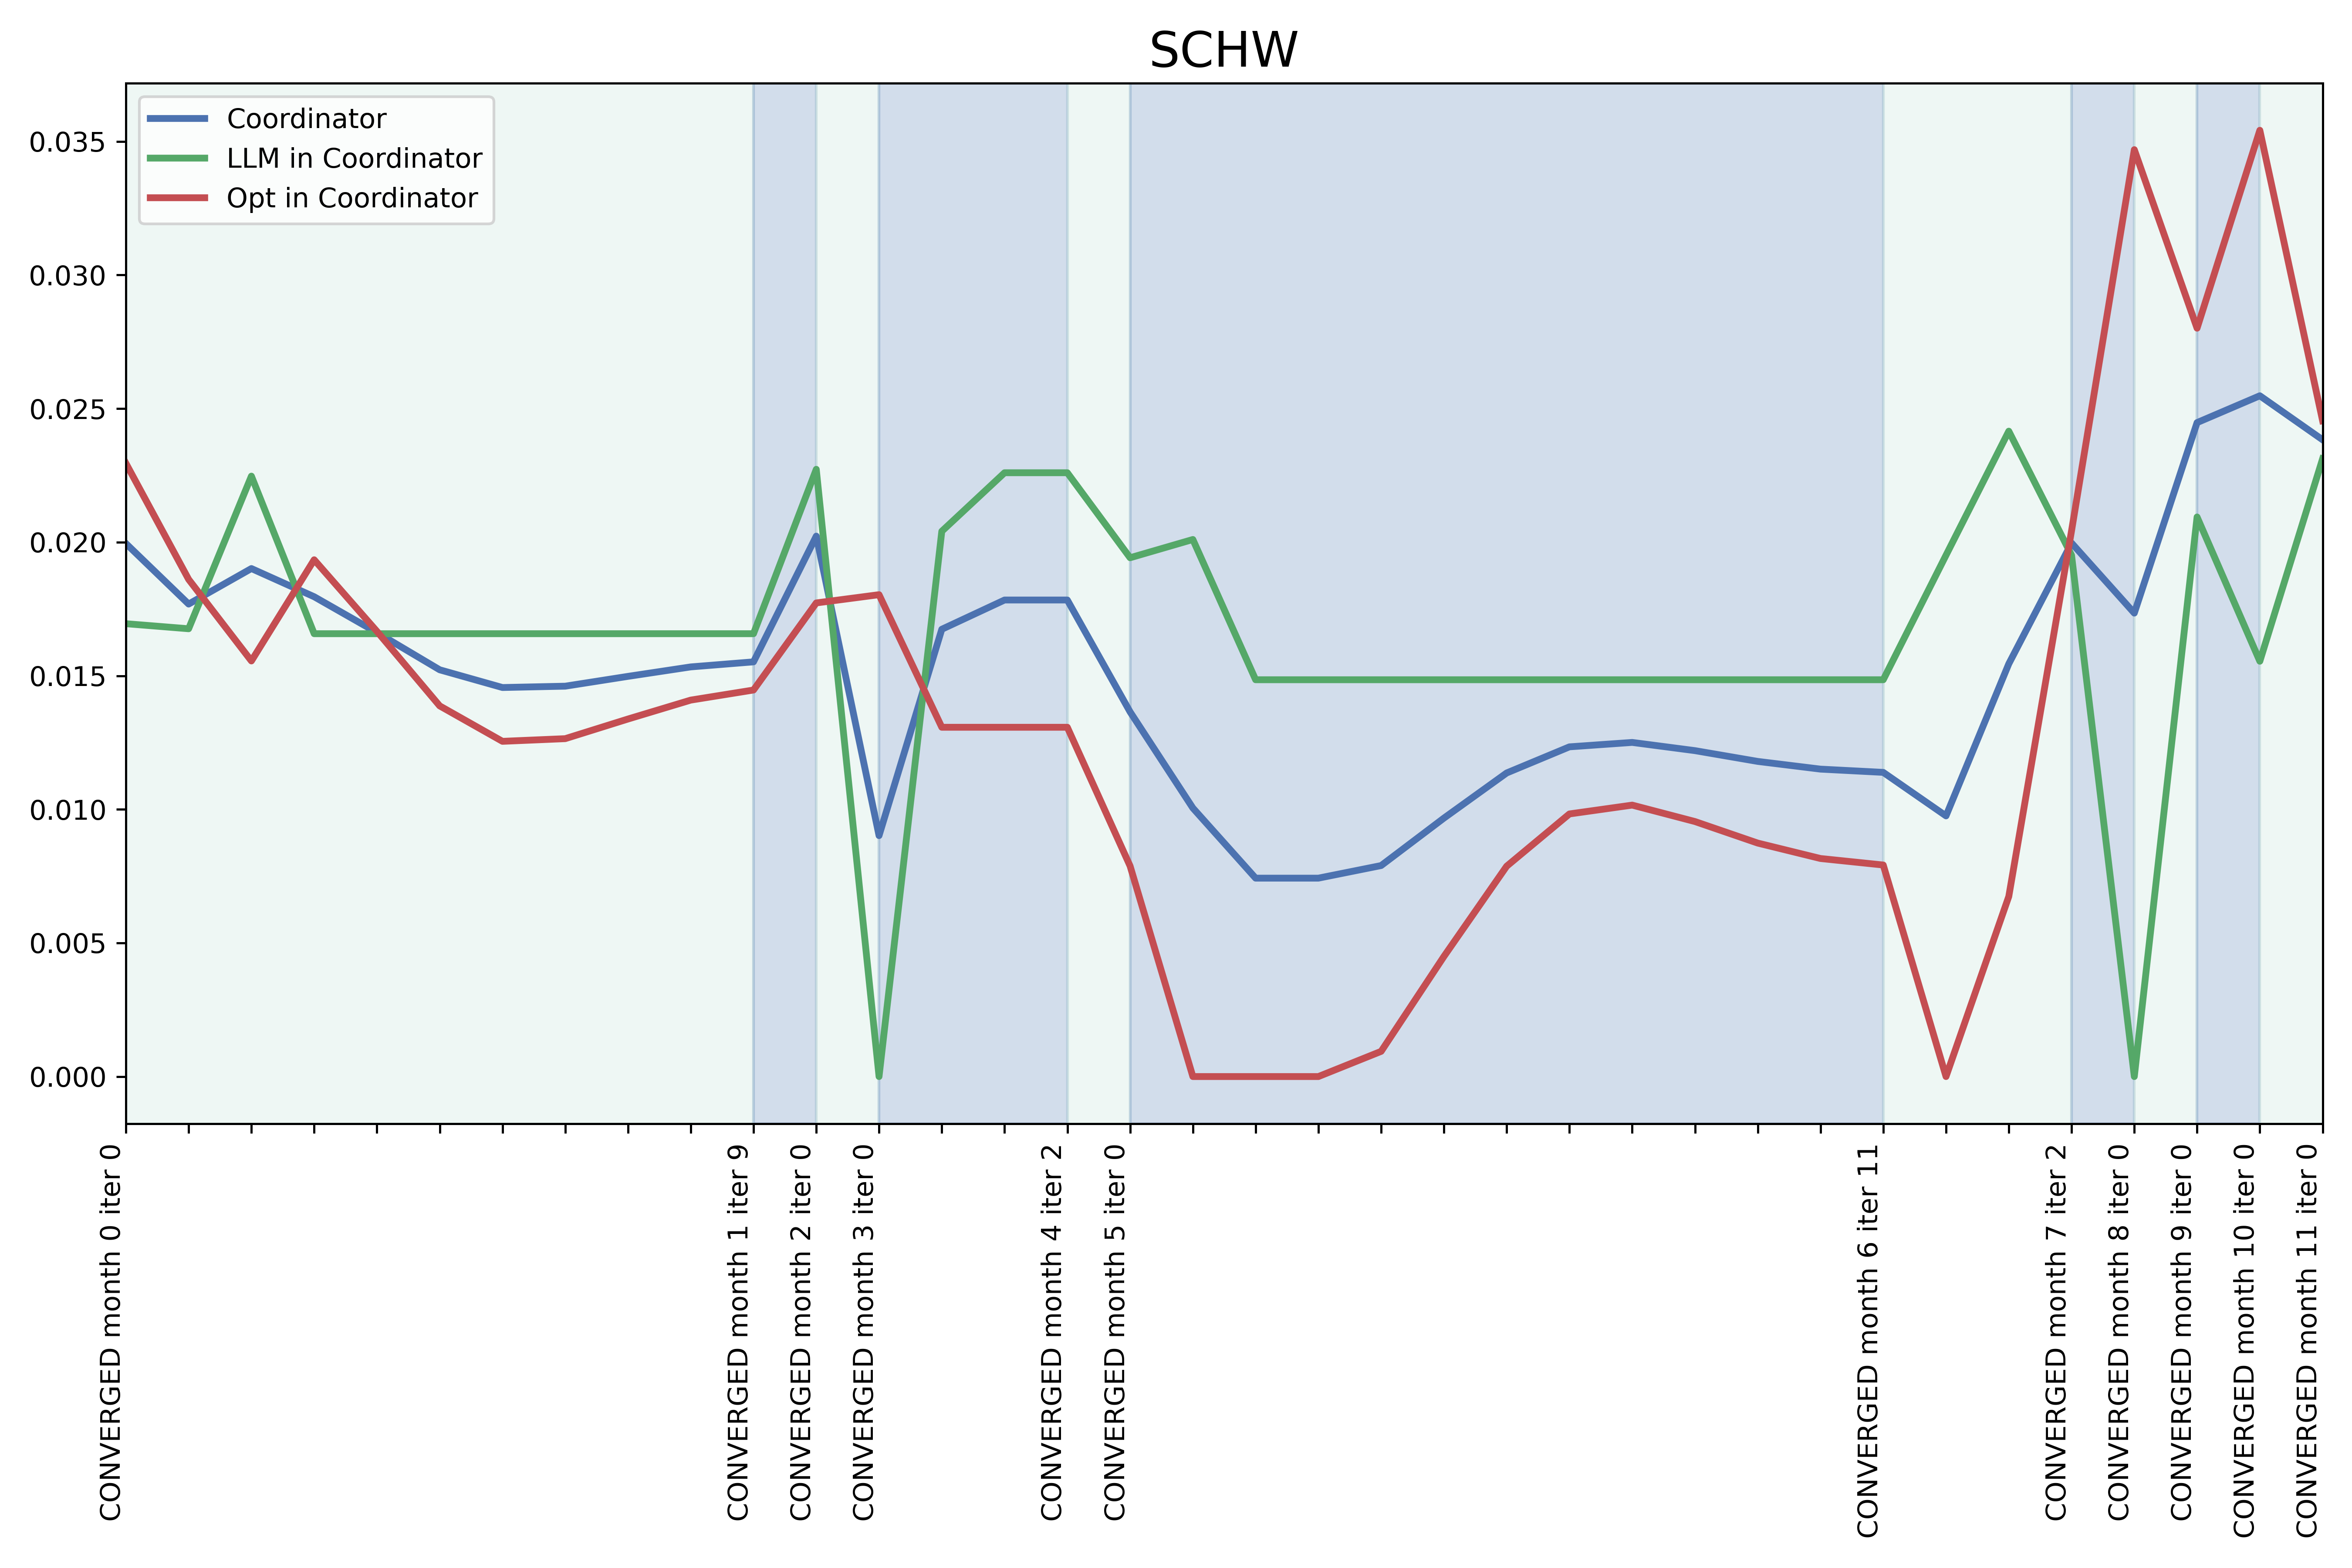 SCHW
Coordinator
LLM in Coordinator
Opt in Coordinator
0.035
0.030
0.025
0.020
0.015
0.010
0.005
0.000
CONVERGED month 0 iter 0
CONVERGED month 1 iter 9
CONVERGED month 2 iter 0
CONVERGED month 3 iter 0
CONVERGED month 4 iter 2
CONVERGED month 5 iter 0
CONVERGED month 6 iter 11
CONVERGED month 7 iter 2
CONVERGED month 8 iter 0
CONVERGED month 9 iter 0
CONVERGED month 10 iter 0
CONVERGED month 11 iter 0